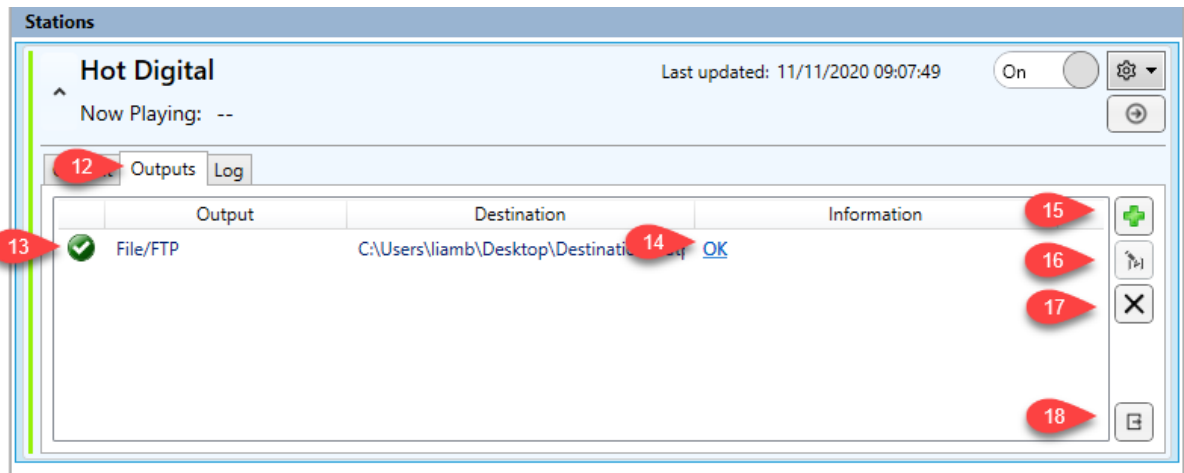 Stations
Hot Digital
Last updated: 11/11/2020 09:07:49
On
Now Playing: --
12
Outputs
Log
Output
Destination
Information
15
13
File/FTP
C:\Users\liamb\Desktop\Destinatio
14
OK
16
17
18